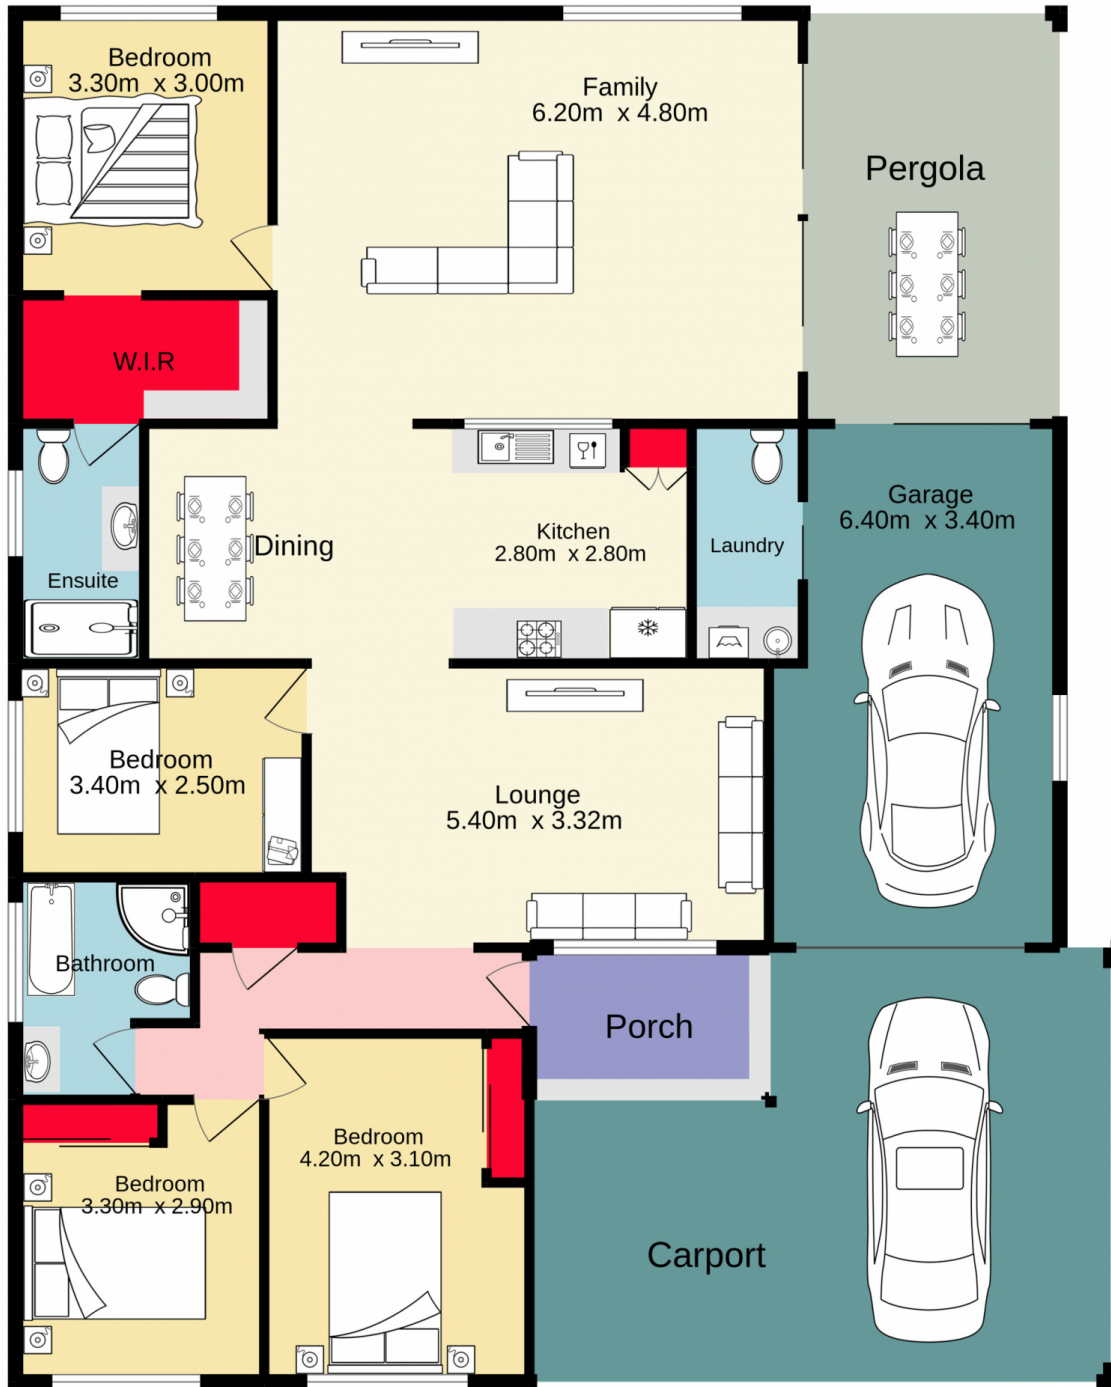 Bedroom
3.30m x 3.00m
Family
6.20m x 4.80m
Pergola
W.I.R
Garage
6.40m x 3.40m
Kitchen
2.80m x 2.80m
Dining
Laundry
Ensuite
Bedroom
3.40m x 2.50m
Lounge
5.40m x 3.32m
Bathroom
Porch
Bedroom
4.20m x 3.10m
Bedroom
3.30m x 2.90m
Carport